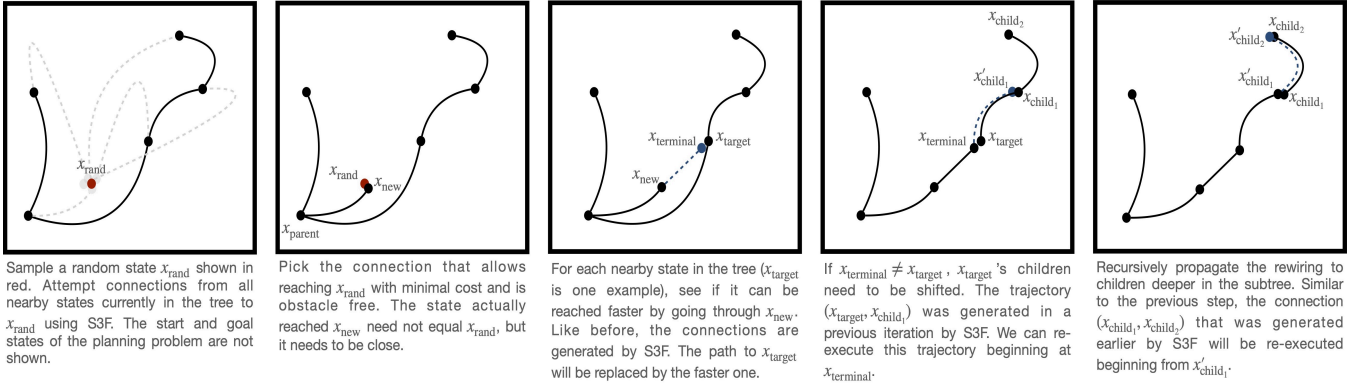 x_rand
Sample a random state x_rand shown in
red. Attempt connections from all
nearby states currently in the tree to
x_rand using S3F. The start and goal
states of the planning problem are not
shown.
x_rand
x_new
x_parent
Pick the connection that allows
reaching x_rand with minimal cost and is
obstacle free. The state actually
reached x_new need not equal x_rand, but
it needs to be close.
x_terminal
x_target
x_new
For each nearby state in the tree (x_target
is one example), see if it can be
reached faster by going through x_new.
Like before, the connections are
generated by S3F. The path to x_target
will be replaced by the faster one.
x_child₂
x′_child₁
x_child₁
x_terminal
x_target
If x_terminal ≠ x_target, x_target's children
need to be shifted. The trajectory
(x_target, x_child₁) was generated in a
previous iteration by S3F. We can re-
execute this trajectory beginning at
x_terminal.
x_child₂
x′_child₂
x′_child₁
x_child₁
Recursively propagate the rewiring to
children deeper in the subtree. Similar
to the previous step, the connection
(x_child₁, x_child₂) that was generated
earlier by S3F will be re-executed
beginning from x′_child₁.